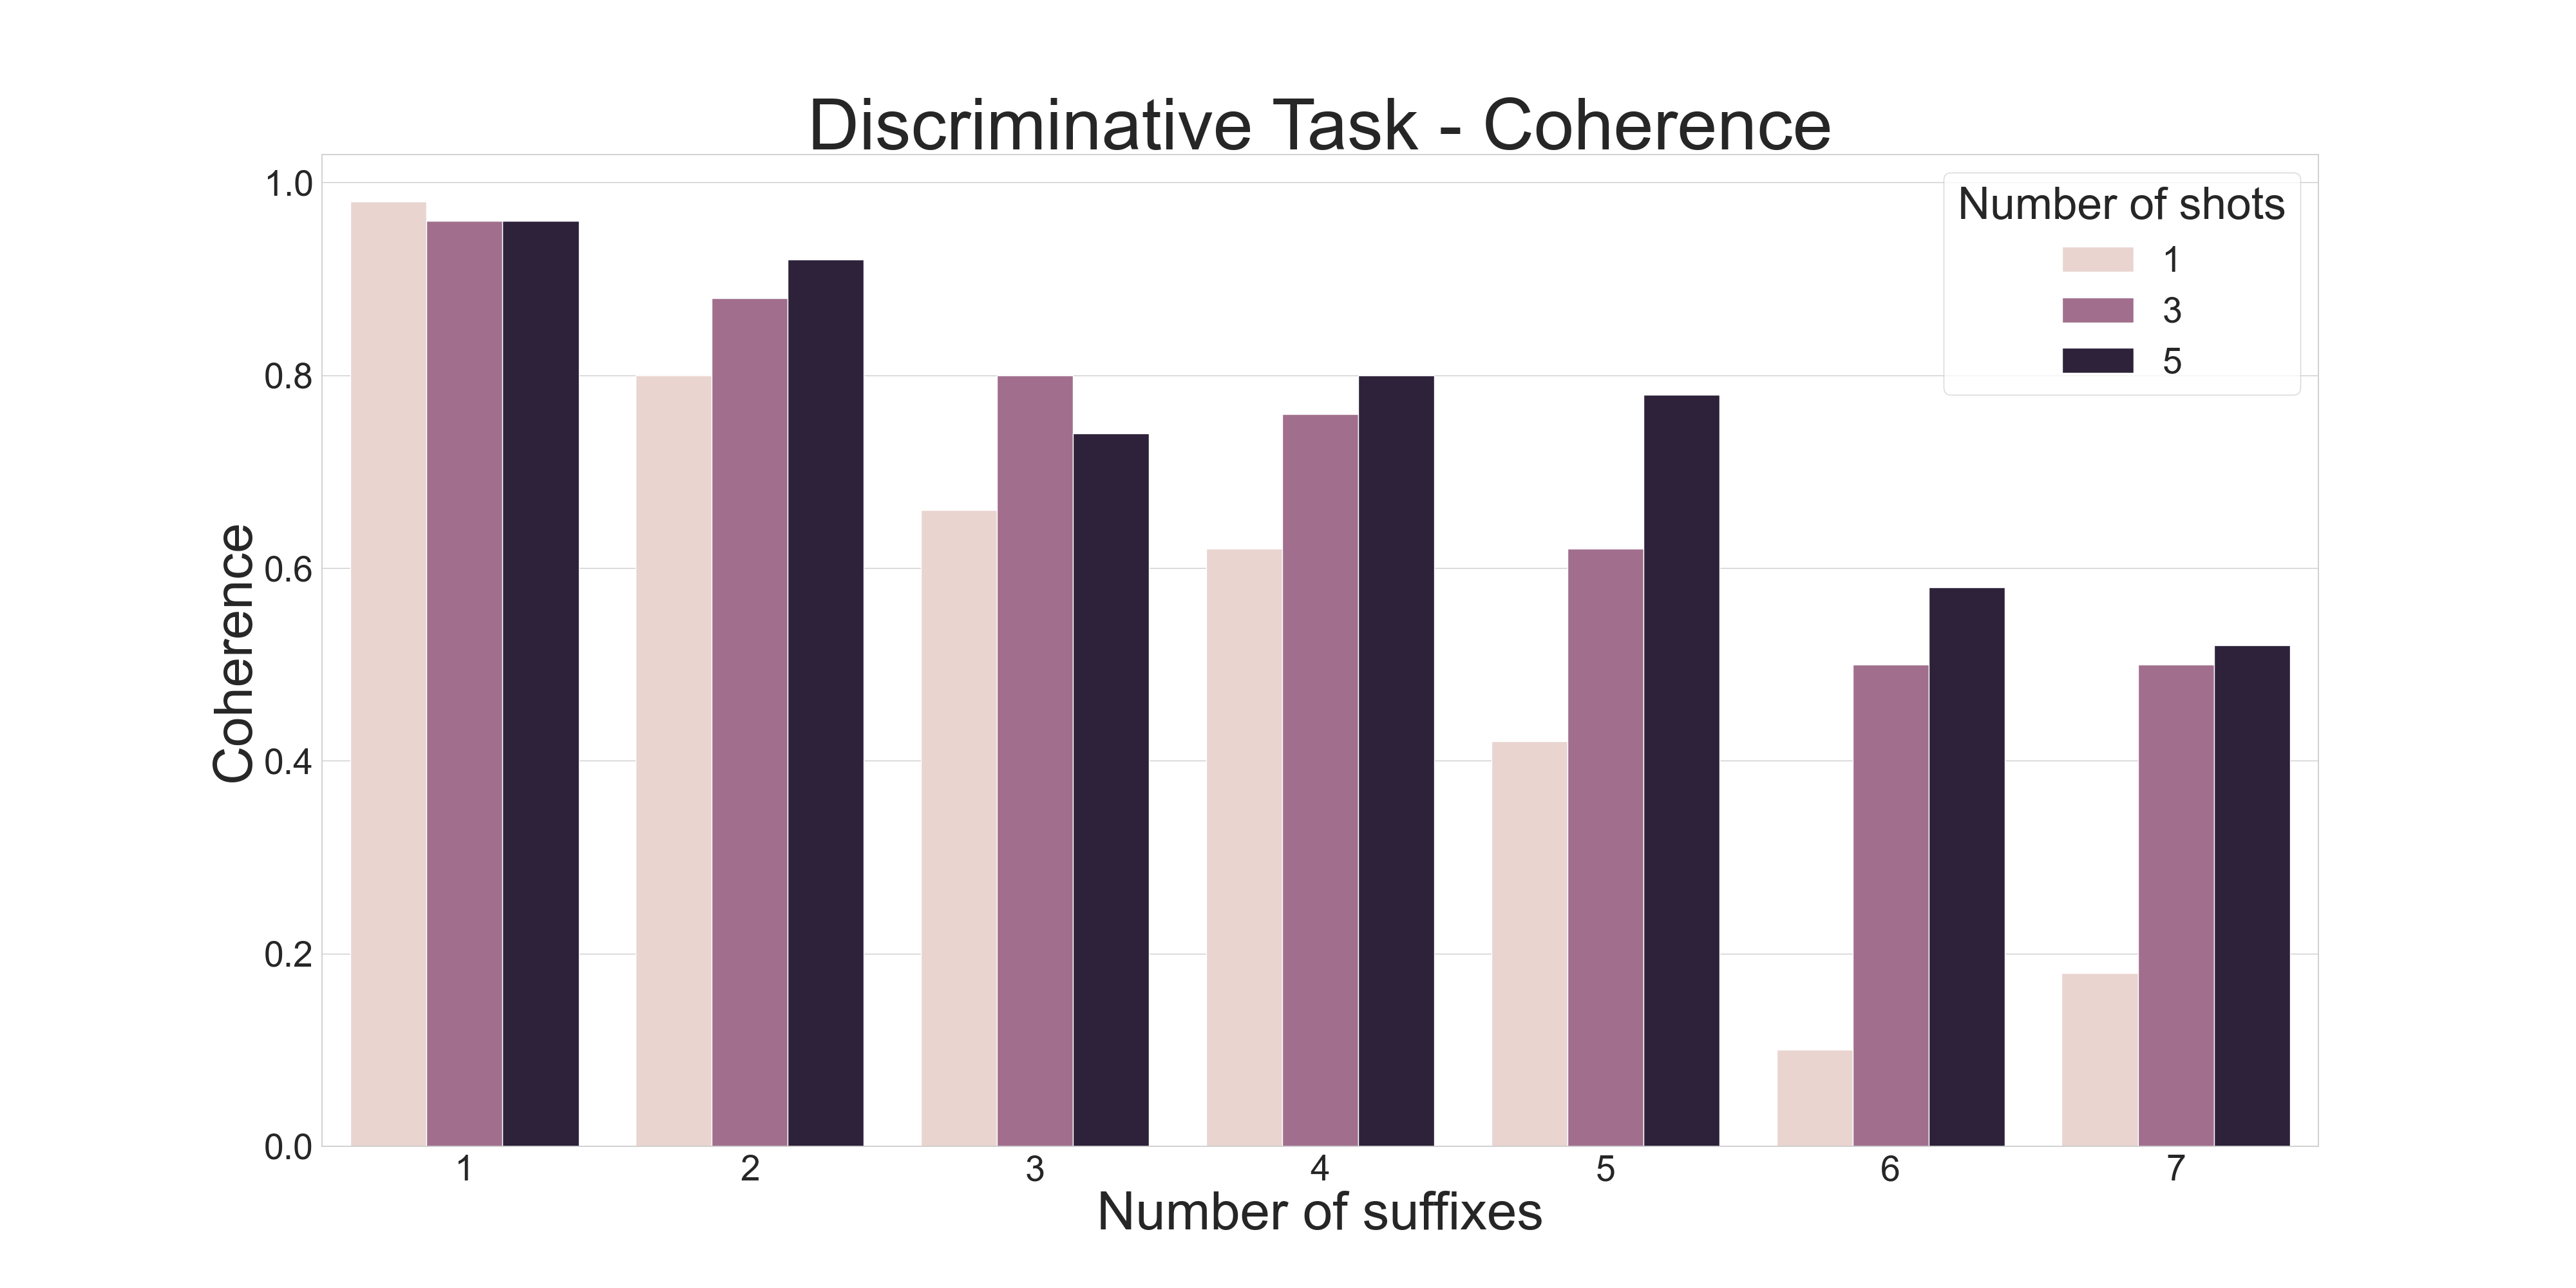 Discriminative Task - Coherence
Number of shots
1
3
5
Coherence
1.0
0.8
0.6
0.4
0.2
0.0
1 2 3 4 5 6 7
Number of suffixes